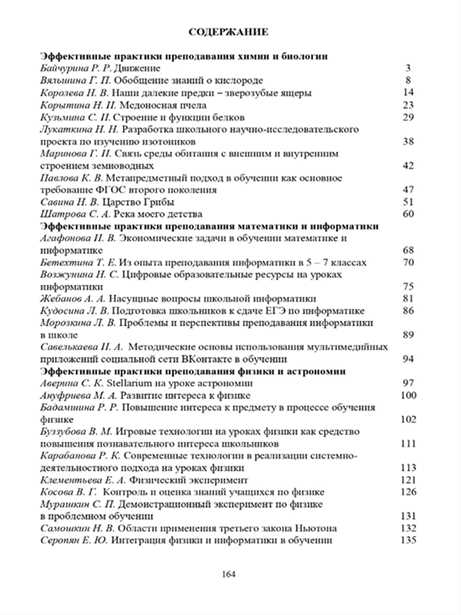 СОДЕРЖАНИЕ
Эффективные практики преподавания химии и биологии
Байчурина Р. Р. Движение 3
Вяльшина Г. П. Обобщение знаний о кислороде 8
Королева Н. В. Наши далекие предки – зверозубые ящеры 14
Корытина Н. И. Медоносная пчела 23
Кузьмина С. И. Строение и функции белков 29
Лукаткина Н. Н. Разработка школьного научно-исследовательского
проекта по изучению изотоников 38
Маринова Г. И. Связь среды обитания с внешним и внутренним
строением земноводных 42
Павлова К. В. Метапредметный подход в обучении как основное
требование ФГОС второго поколения 47
Савина Н. В. Царство Грибы 51
Шатрова С. А. Река моего детства 60
Эффективные практики преподавания математики и информатики
Агафонова И. В. Экономические задачи в обучении математике и
информатике 68
Бетехтина Т. Е. Из опыта преподавания информатики в 5 – 7 классах 70
Возжунина Н. С. Цифровые образовательные ресурсы на уроках
информатики 75
Жебанов А. А. Насущные вопросы школьной информатики 81
Кудосина Л. В. Подготовка школьников к сдаче ЕГЭ по информатике 86
Морозкина Л. В. Проблемы и перспективы преподавания информатики
в школе 89
Савелькаева И. А. Методические основы использования мультимедийных
приложений социальной сети ВКонтакте в обучении 94
Эффективные практики преподавания физики и астрономии
Аверина С. К. Stellarium на уроке астрономии 97
Ануфриева М. А. Развитие интереса к физике 100
Бадамшина Р. Р. Повышение интереса к предмету в процессе обучения
физике 102
Буззубова В. М. Игровые технологии на уроках физики как средство
повышения познавательного интереса школьников 111
Карабанова Р. К. Современные технологии в реализации системно-
деятельностного подхода на уроках физики 113
Клементьева Е. А. Физический эксперимент 121
Косова В. Г. Контроль и оценка знаний учащихся по физике 126
Мурашкин С. П. Демонстрационный эксперимент по физике
в проблемном обучении 131
Самошкин Н. В. Области применения третьего закона Ньютона 132
Серопян Е. Ю. Интеграция физики и информатики в обучении 135
164